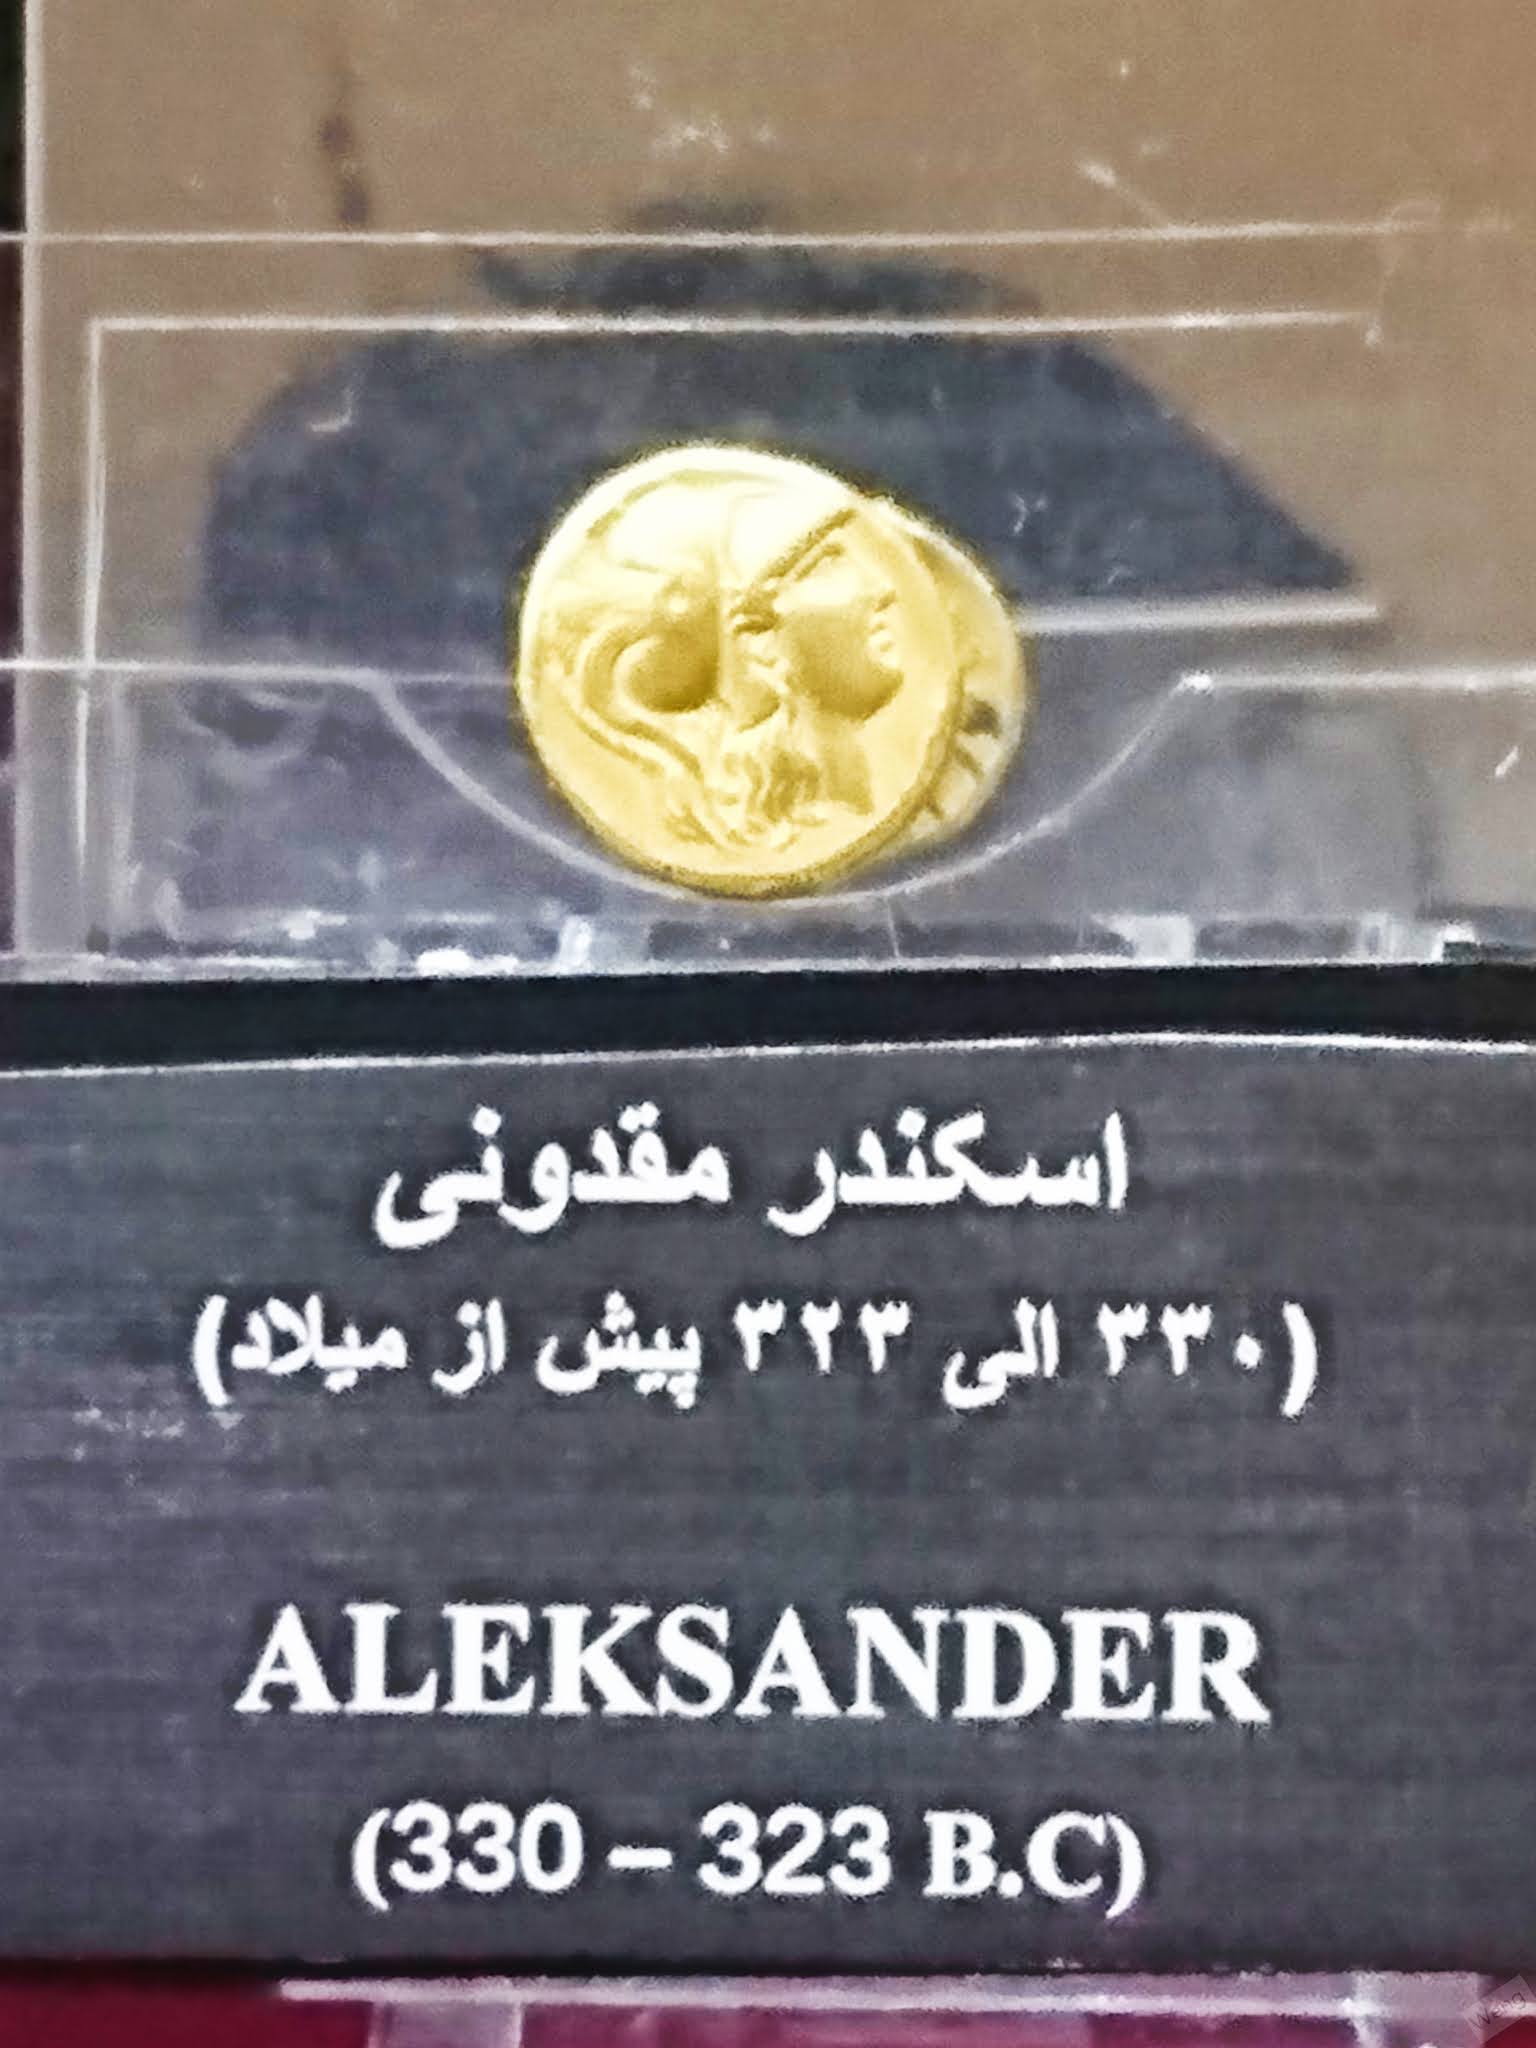 اسکندر مقدونی
(۳۳۰ الی ۳۲۳ پیش از میلاد)
ALEKSANDER
(330 – 323 B.C)